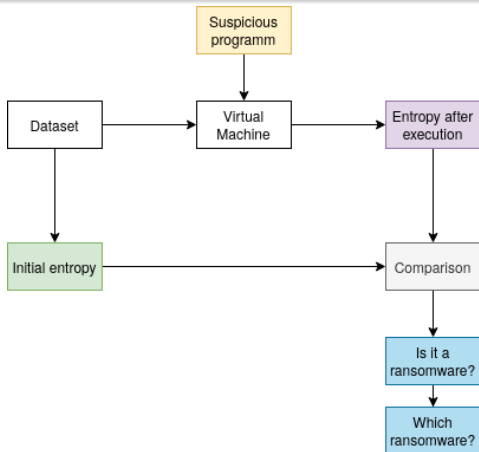 Suspicious
programm
Dataset
Virtual
Machine
Entropy after
execution
Initial entropy
Comparison
Is it a
ransomware?
Which
ransomware?